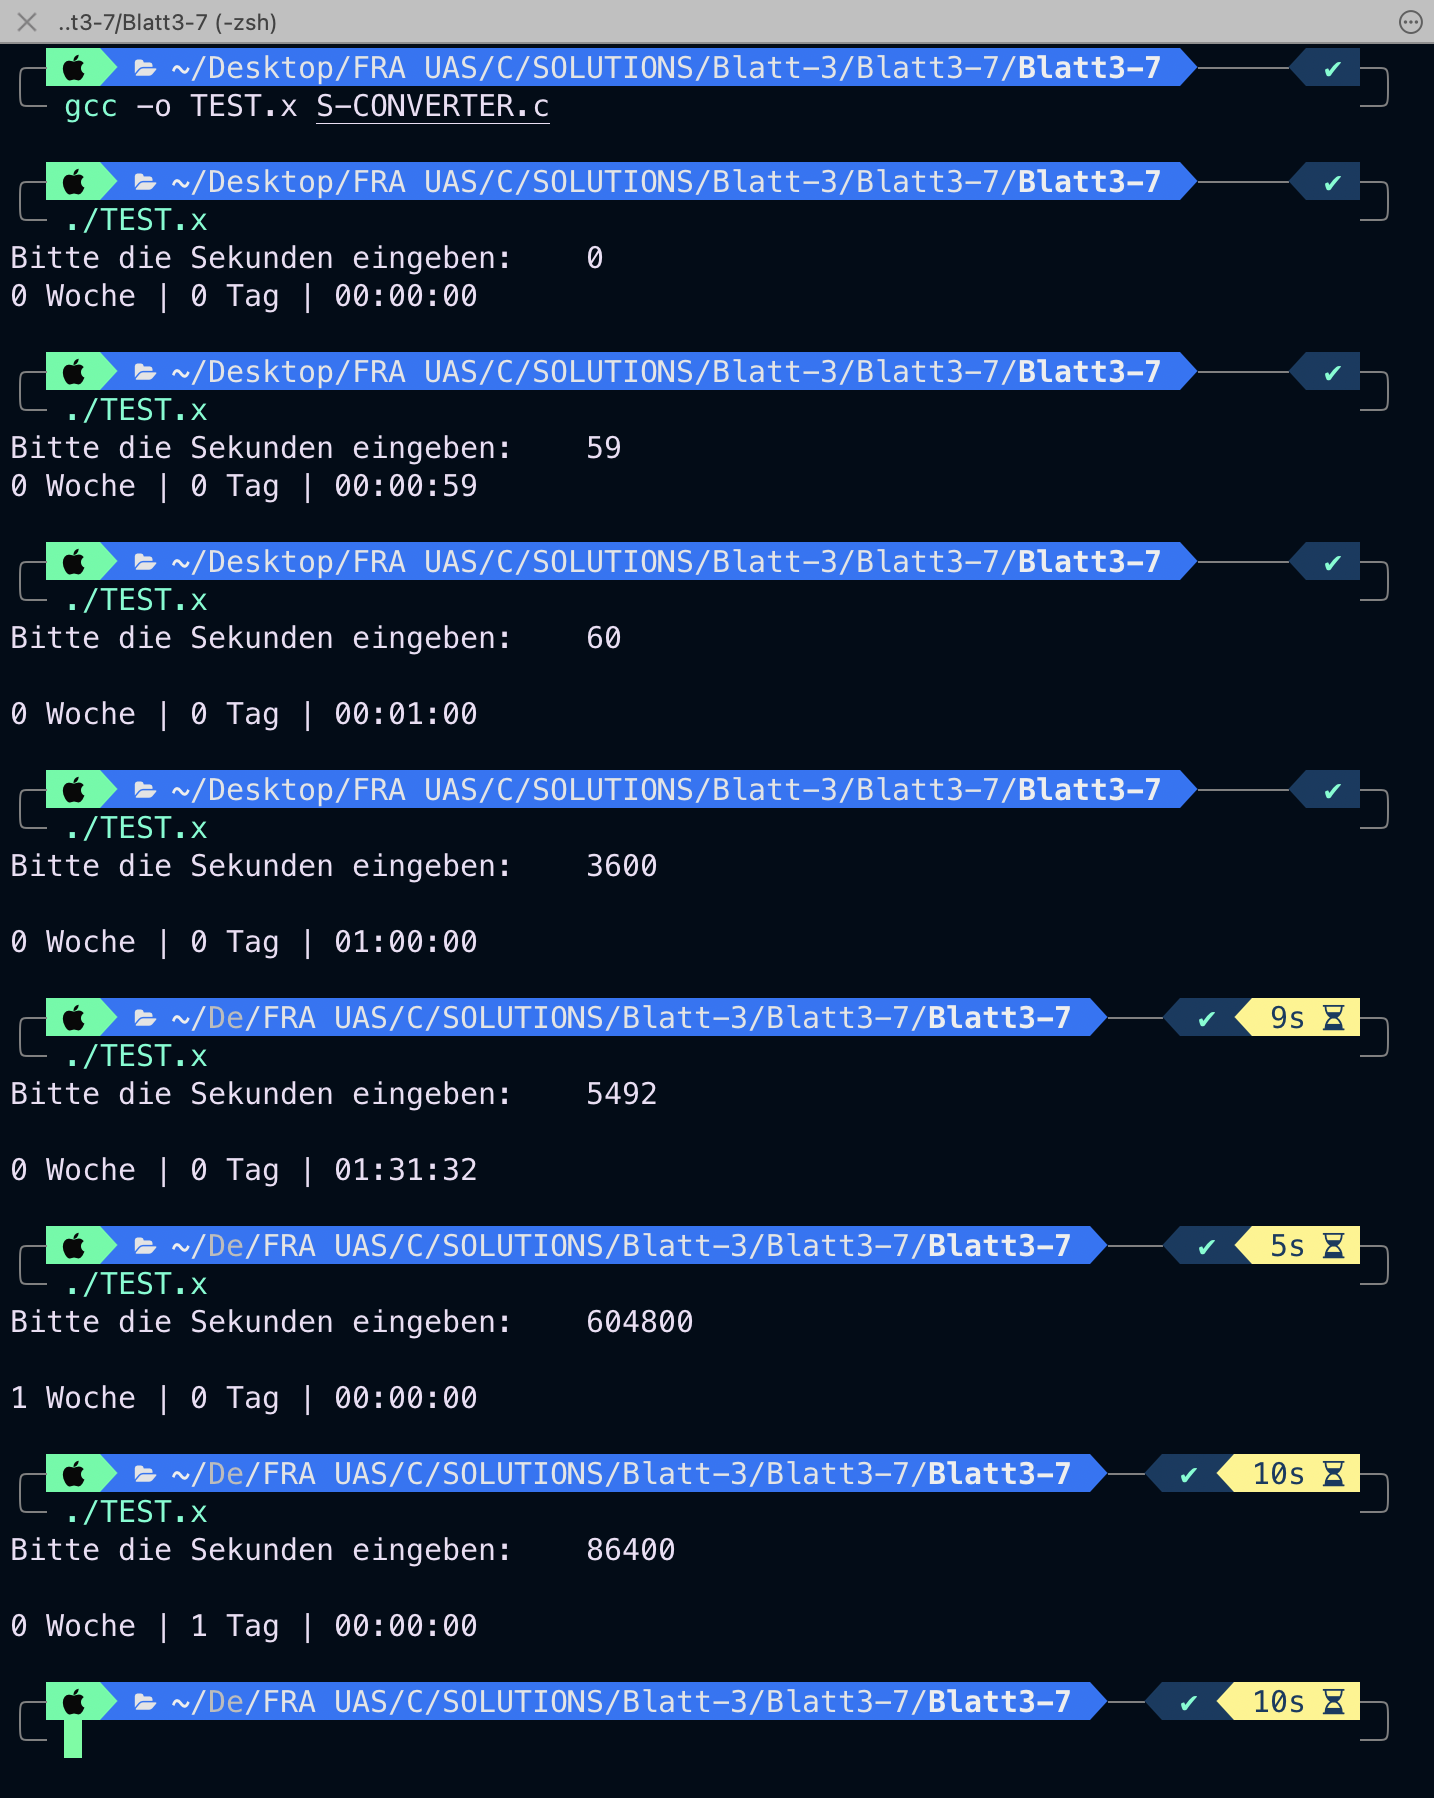 ..t3-7/Blatt3-7 (-zsh)
~/Desktop/FRA UAS/C/SOLUTIONS/Blatt-3/Blatt3-7/Blatt3-7 ✔
gcc -o TEST.x S-CONVERTER.c
~/Desktop/FRA UAS/C/SOLUTIONS/Blatt-3/Blatt3-7/Blatt3-7 ✔
./TEST.x
Bitte die Sekunden eingeben:    0
0 Woche | 0 Tag | 00:00:00
~/Desktop/FRA UAS/C/SOLUTIONS/Blatt-3/Blatt3-7/Blatt3-7 ✔
./TEST.x
Bitte die Sekunden eingeben:    59
0 Woche | 0 Tag | 00:00:59
~/Desktop/FRA UAS/C/SOLUTIONS/Blatt-3/Blatt3-7/Blatt3-7 ✔
./TEST.x
Bitte die Sekunden eingeben:    60
0 Woche | 0 Tag | 00:01:00
~/Desktop/FRA UAS/C/SOLUTIONS/Blatt-3/Blatt3-7/Blatt3-7 ✔
./TEST.x
Bitte die Sekunden eingeben:    3600
0 Woche | 0 Tag | 01:00:00
~/De/FRA UAS/C/SOLUTIONS/Blatt-3/Blatt3-7/Blatt3-7 ✔ 9s
./TEST.x
Bitte die Sekunden eingeben:    5492
0 Woche | 0 Tag | 01:31:32
~/De/FRA UAS/C/SOLUTIONS/Blatt-3/Blatt3-7/Blatt3-7 ✔ 5s
./TEST.x
Bitte die Sekunden eingeben:    604800
1 Woche | 0 Tag | 00:00:00
~/De/FRA UAS/C/SOLUTIONS/Blatt-3/Blatt3-7/Blatt3-7 ✔ 10s
./TEST.x
Bitte die Sekunden eingeben:    86400
0 Woche | 1 Tag | 00:00:00
~/De/FRA UAS/C/SOLUTIONS/Blatt-3/Blatt3-7/Blatt3-7 ✔ 10s